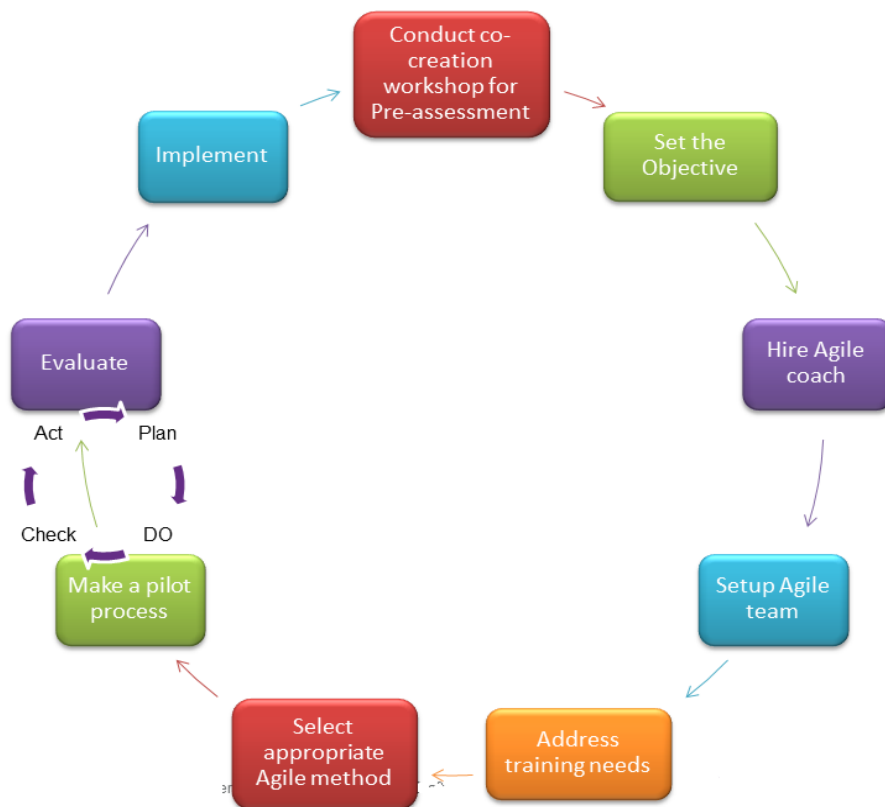 Conduct co-
creation
workshop for
Pre-assessment
Set the
Objective
Hire Agile
coach
Setup Agile
team
Address
training needs
Select
appropriate
Agile method
Make a pilot
process
Evaluate
Act
Plan
Check
DO
Implement